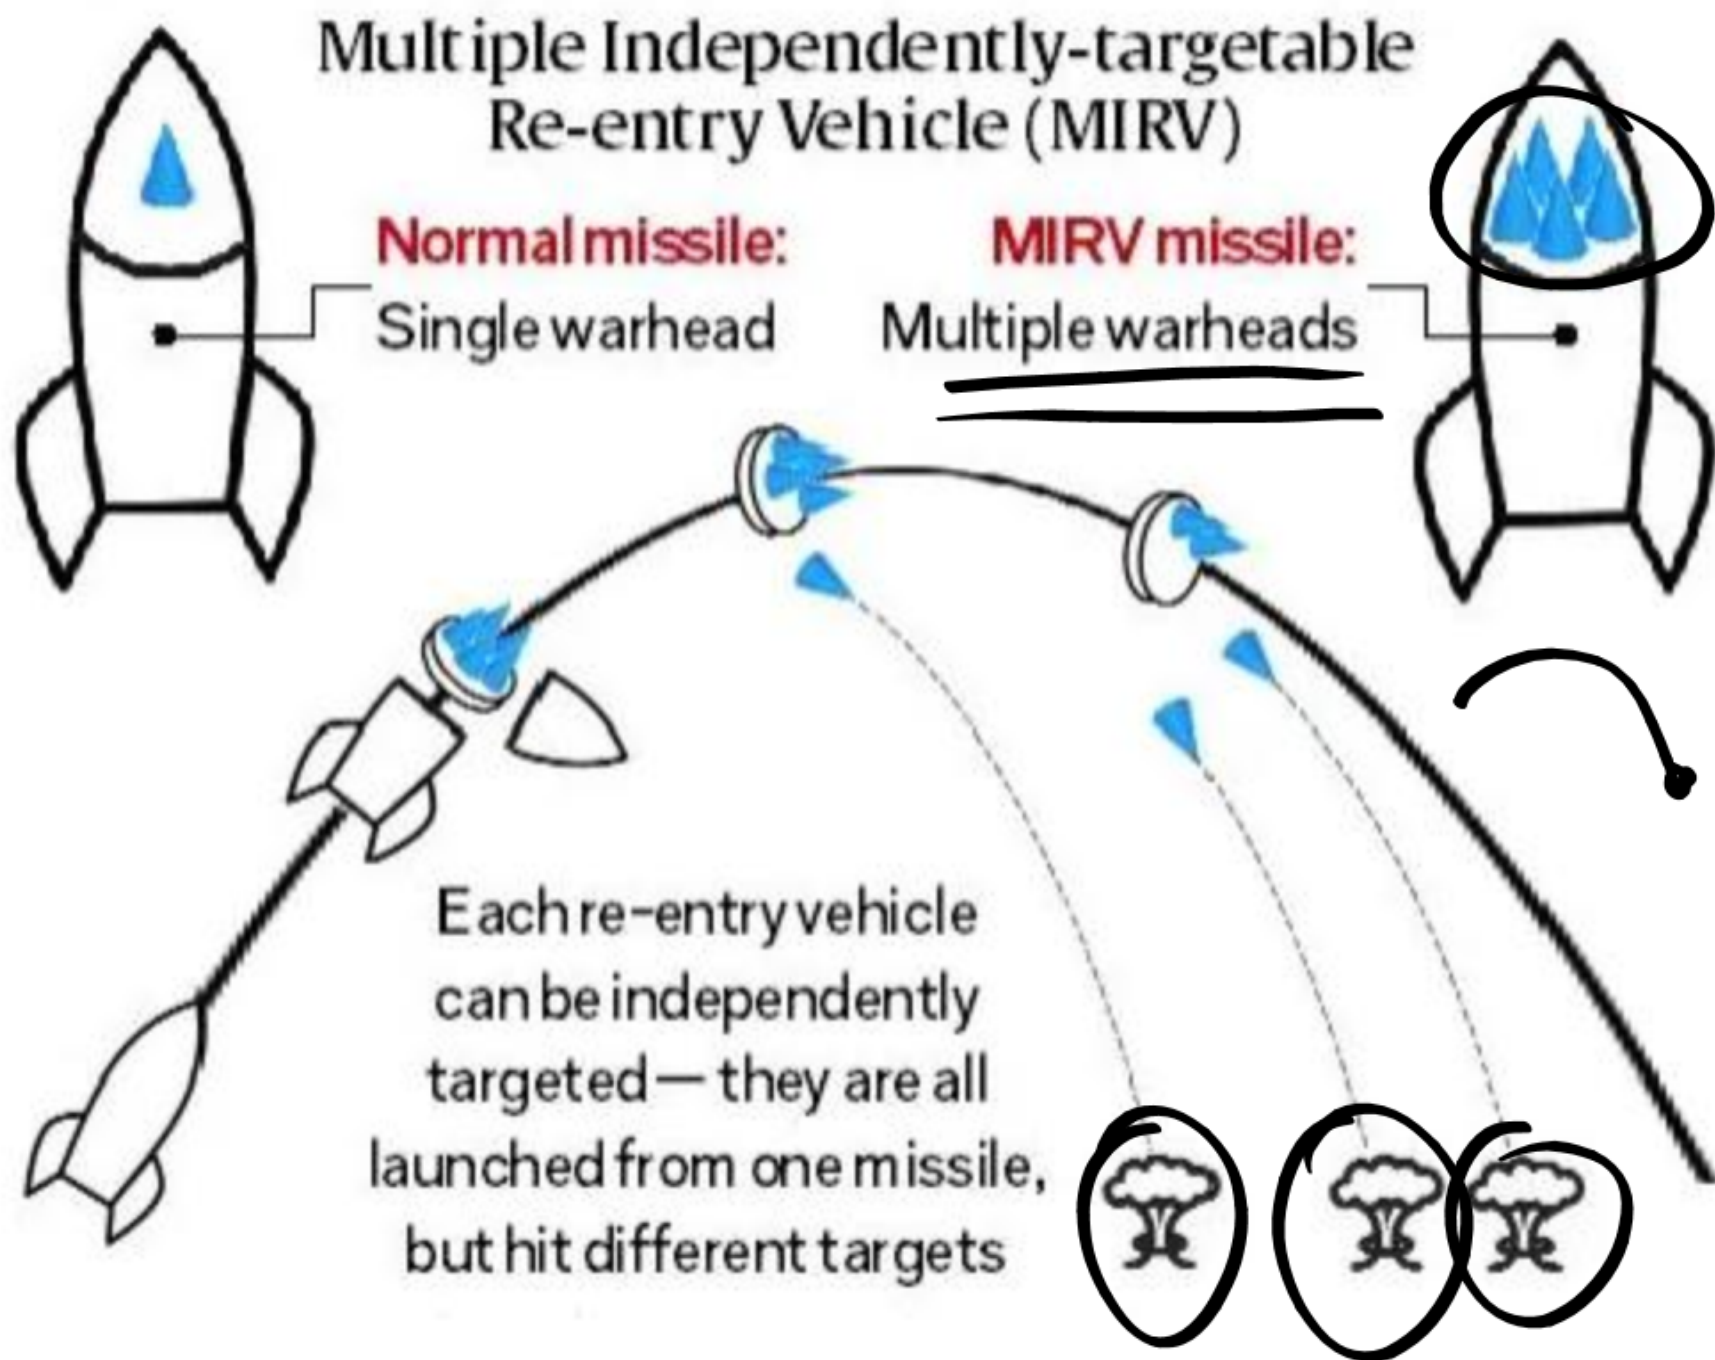 Multiple Independently-targetable
Re-entry Vehicle (MIRV)
Normal missile:
Single warhead
MIRV missile:
Multiple warheads
Each re-entry vehicle
can be independently
targeted— they are all
launched from one missile,
but hit different targets